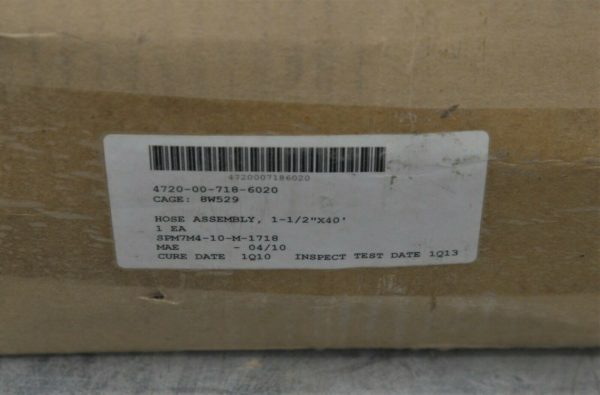 4720007186020
4720-00-718-6020
CAGE: 8W529
HOSE ASSEMBLY, 1-1/2"X40'
1 EA
SPM7M4-10-M-1718
MAE - 04/10
CURE DATE 1Q10 INSPECT TEST DATE 1Q13